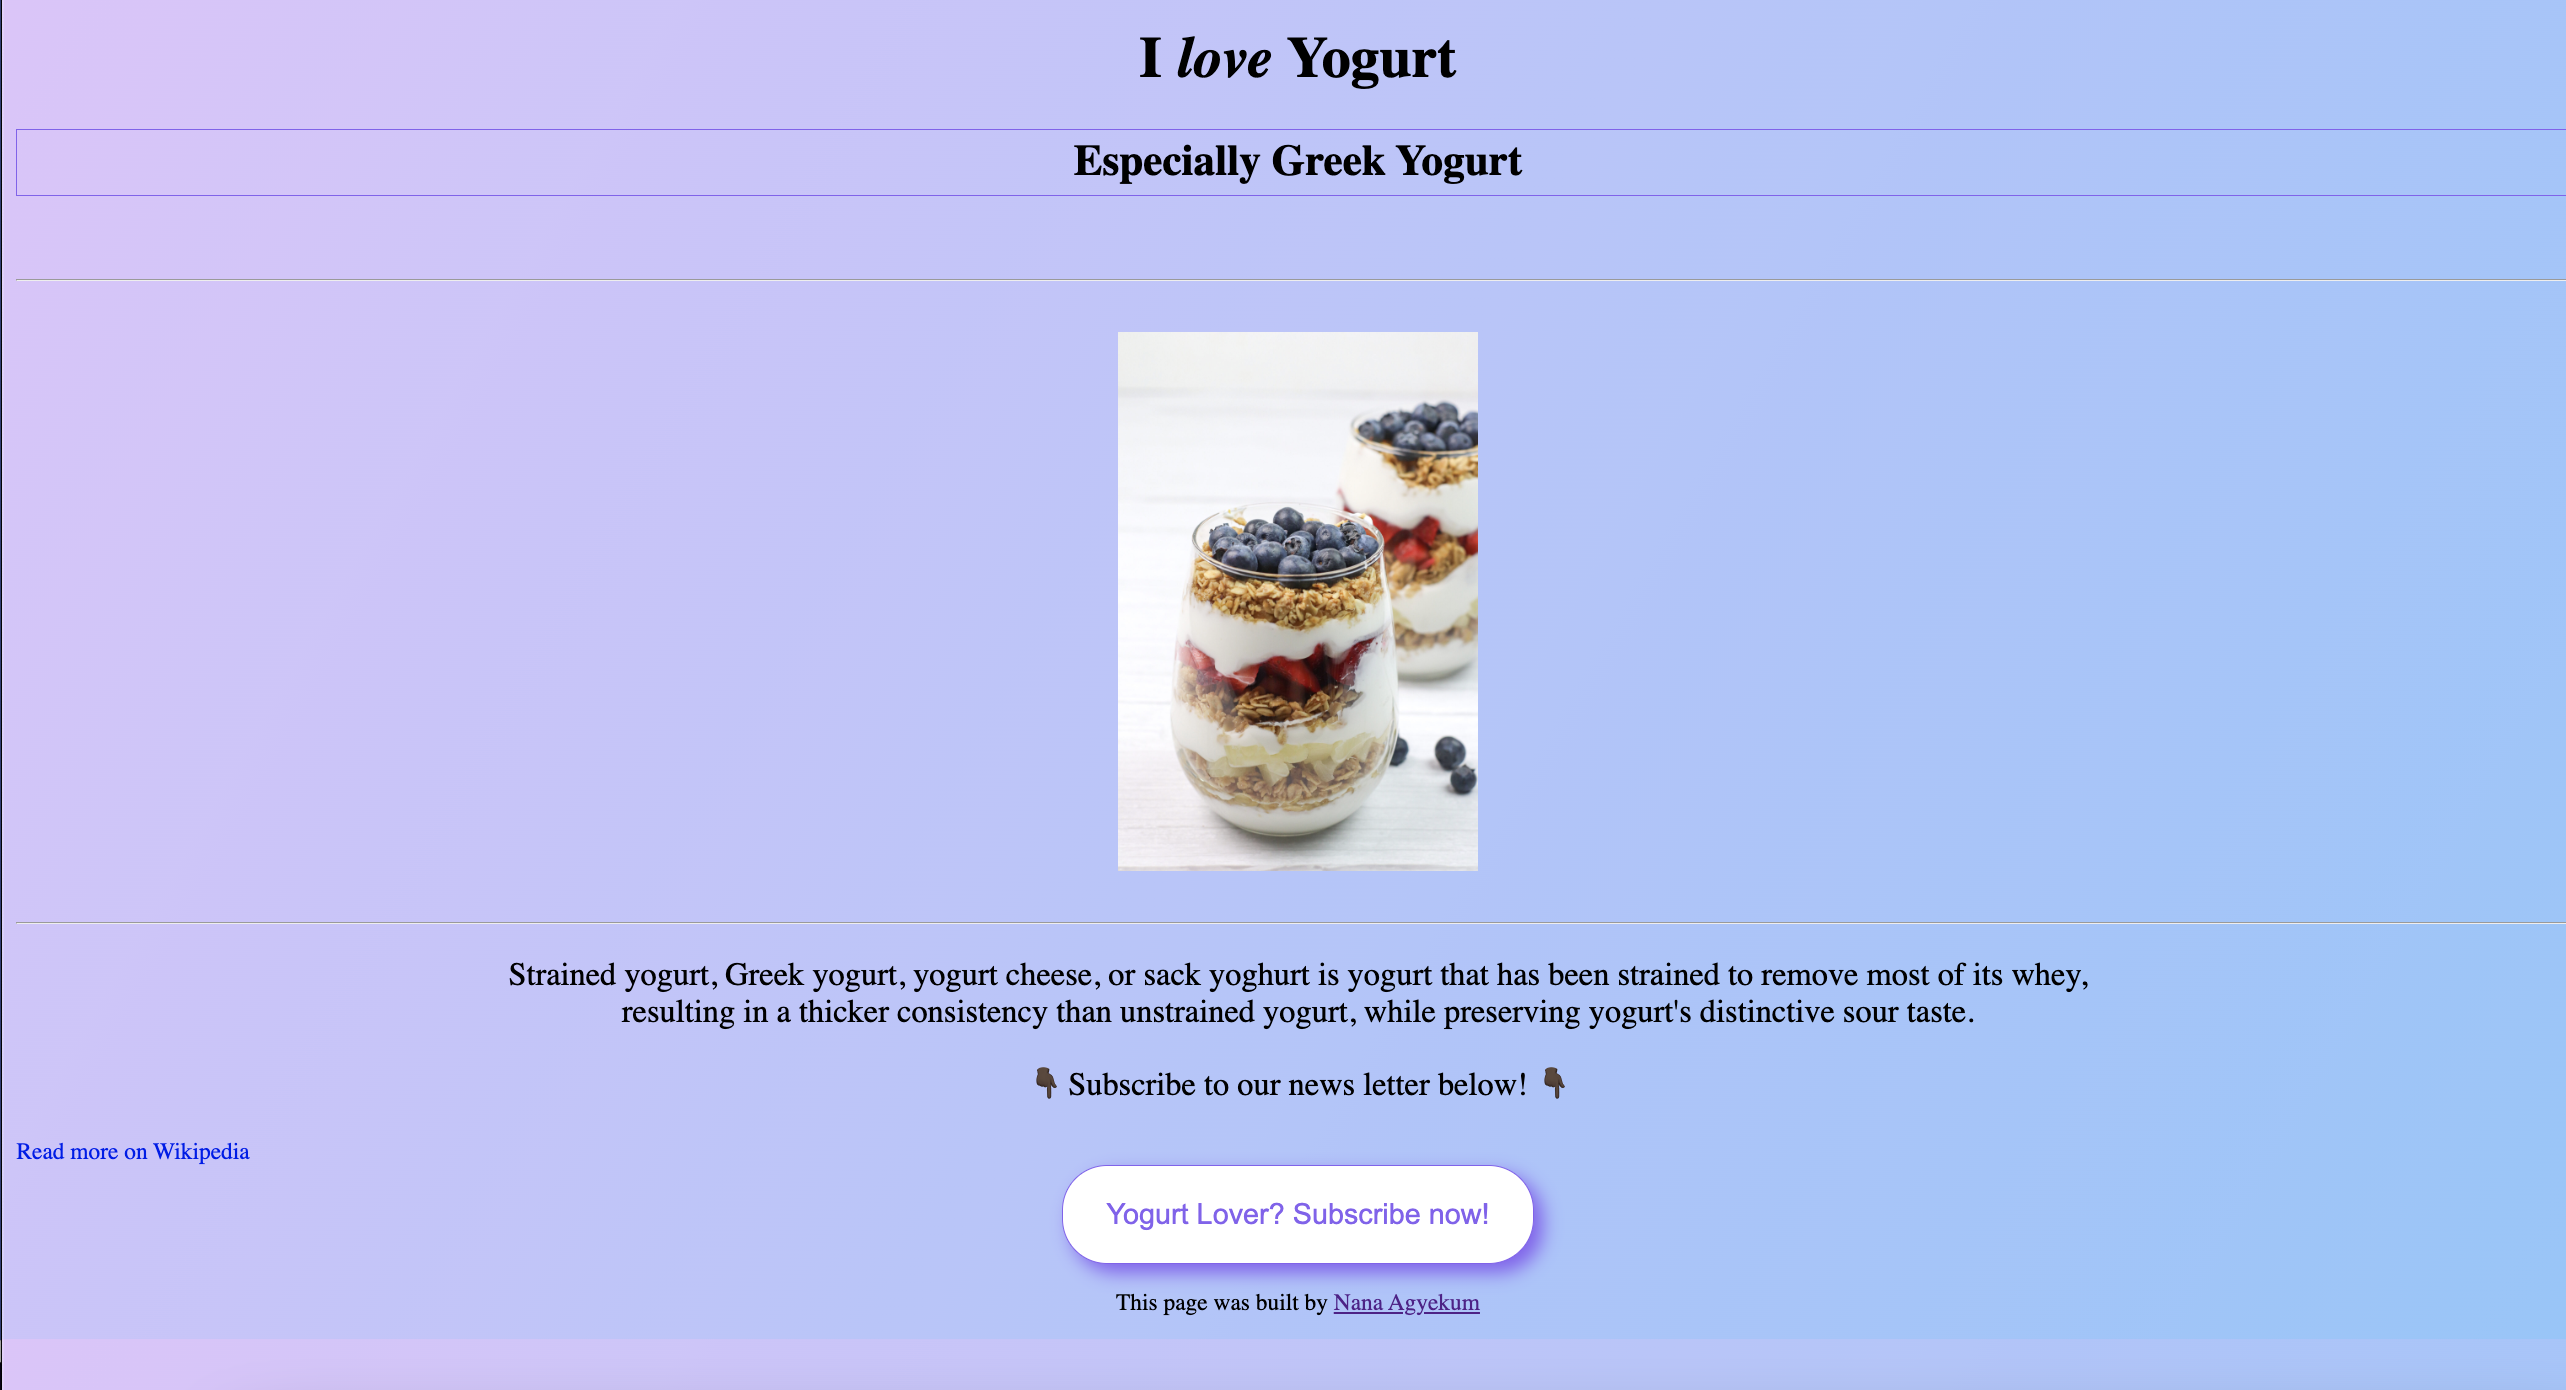 I love Yogurt
Especially Greek Yogurt
Strained yogurt, Greek yogurt, yogurt cheese, or sack yoghurt is yogurt that has been strained to remove most of its whey,
resulting in a thicker consistency than unstrained yogurt, while preserving yogurt's distinctive sour taste.
👇🏿 Subscribe to our news letter below! 👇🏿
Read more on Wikipedia
Yogurt Lover? Subscribe now!
This page was built by Nana Agyekum